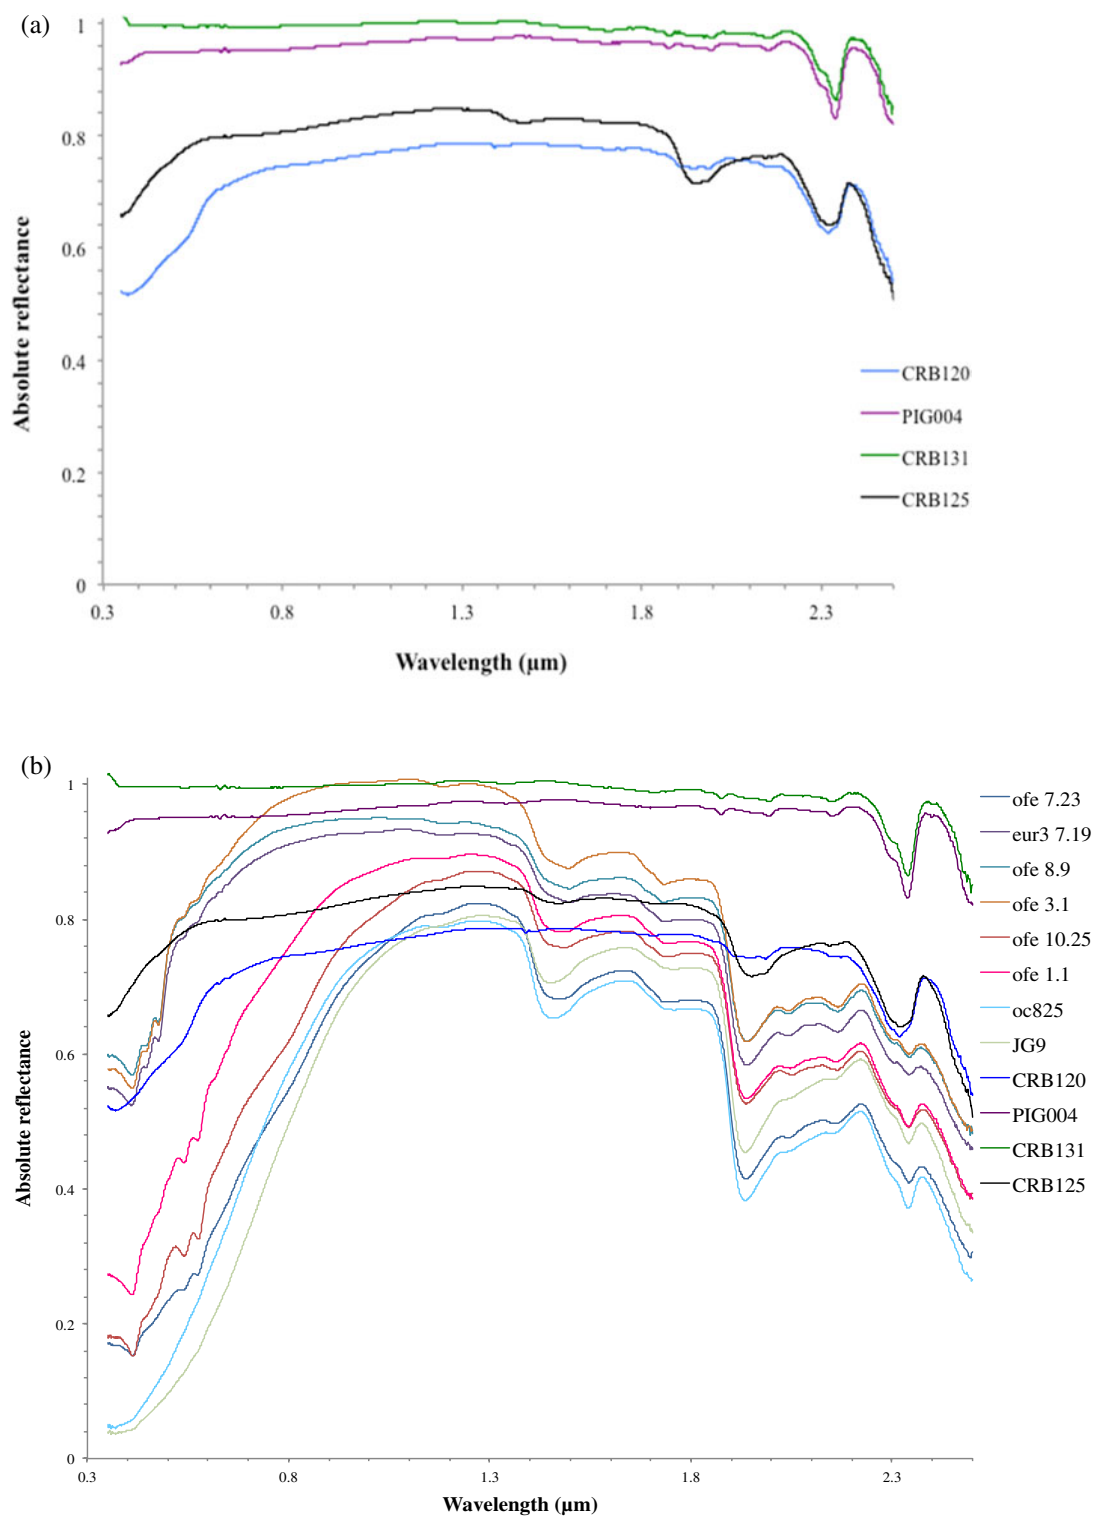 (a)
1
0.8
0.6
0.4
0.2
0
Absolute reflectance
0.3 0.8 1.3 1.8 2.3
Wavelength (μm)
CRB120
PIG004
CRB131
CRB125
(b)
1
0.8
0.6
0.4
0.2
0
Absolute reflectance
0.3 0.8 1.3 1.8 2.3
Wavelength (μm)
ofe 7.23
eur3 7.19
ofe 8.9
ofe 3.1
ofe 10.25
ofe 1.1
oc825
JG9
CRB120
PIG004
CRB131
CRB125